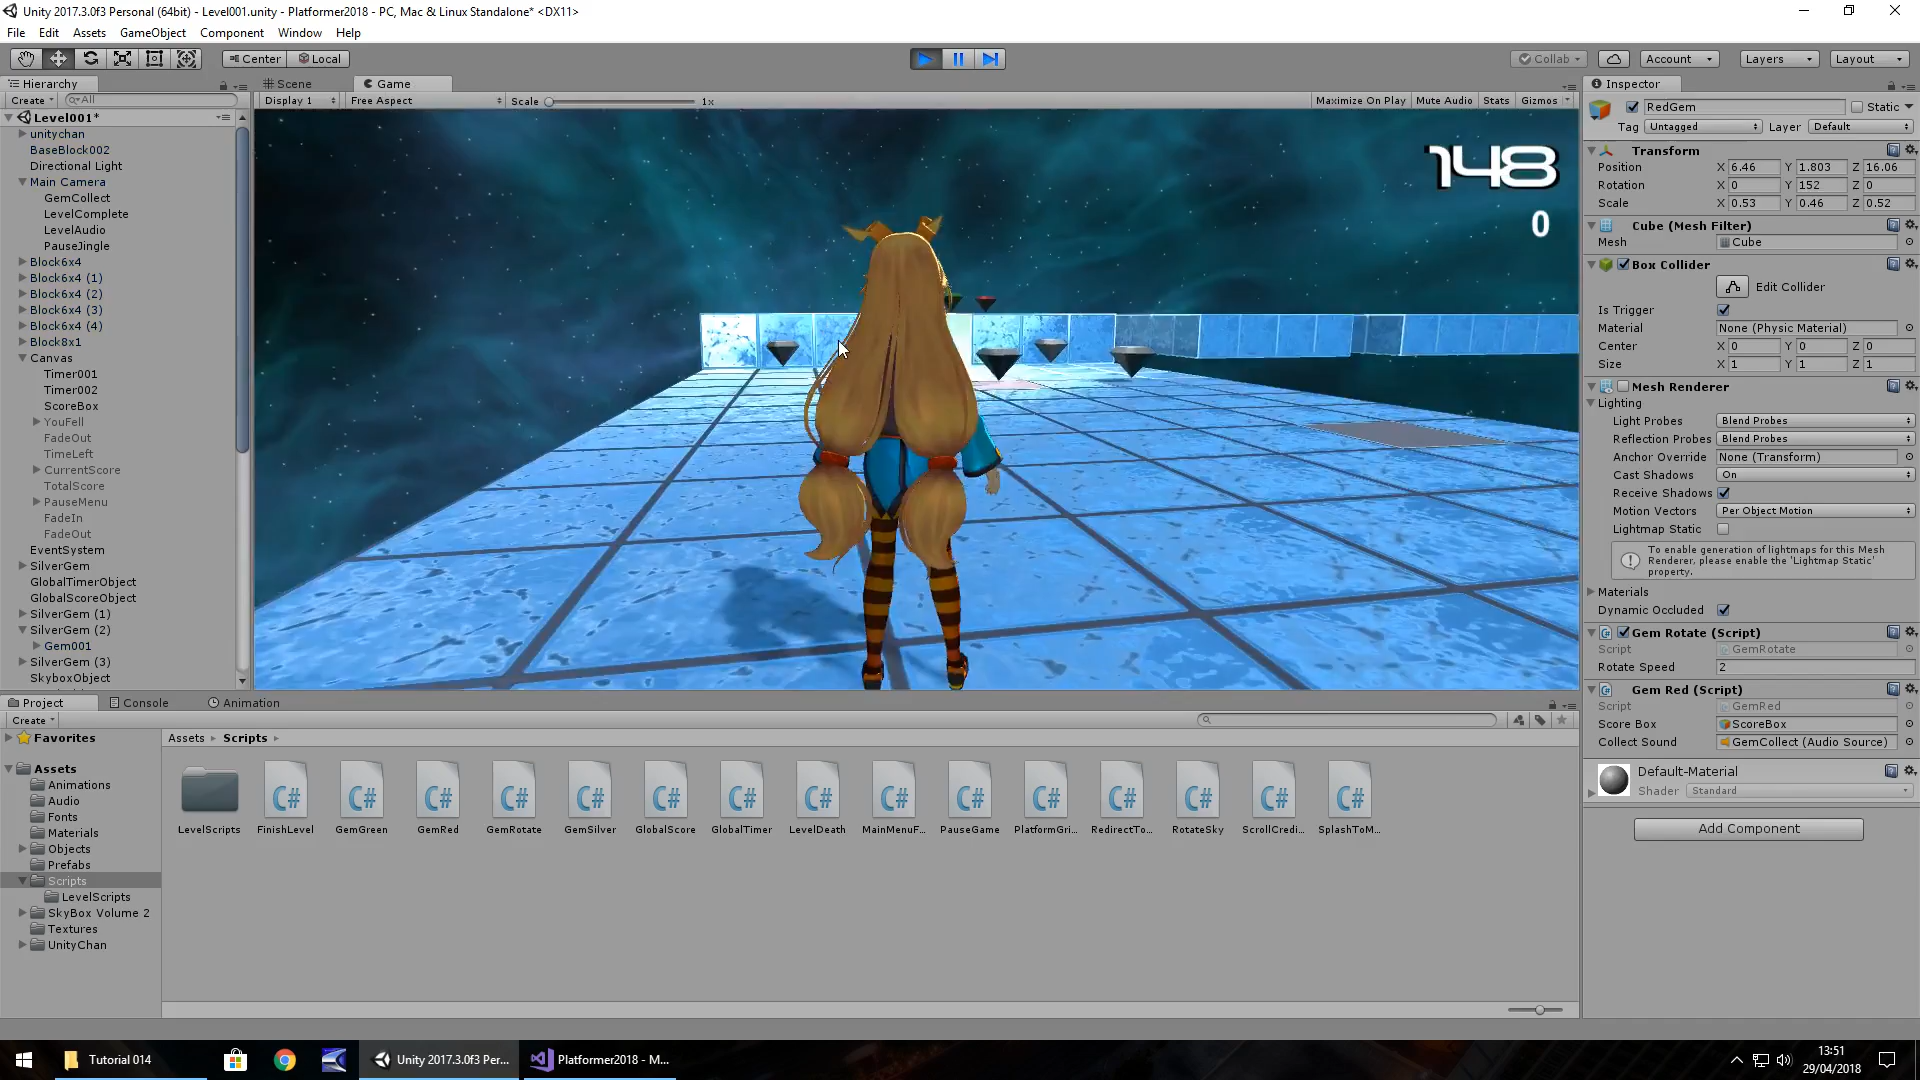 Unity 2017.3.0f3 Personal (64bit) - Level001.unity - Platformer2018 - PC, Mac & Linux Standalone* <DX11>
File Edit Assets GameObject Component Window Help
Center Local Collab Account Layers Layout
Hierarchy
Create All
Level001*
unitychan
BaseBlock002
Directional Light
Main Camera
GemCollect
LevelComplete
LevelAudio
PauseJingle
Block6x4
Block6x4 (1)
Block6x4 (2)
Block6x4 (3)
Block6x4 (4)
Block8x1
Canvas
Timer001
Timer002
ScoreBox
YouFell
FadeOut
TimeLeft
CurrentScore
TotalScore
PauseMenu
FadeIn
FadeOut
EventSystem
SilverGem
GlobalTimerObject
GlobalScoreObject
SilverGem (1)
SilverGem (2)
Gem001
SilverGem (3)
SkyboxObject
Scene Game
Display 1 Free Aspect Scale 1x Maximize On Play Mute Audio Stats Gizmos
148
0
Inspector
RedGem Static
Tag Untagged Layer Default
Transform
Position X 6.46 Y 1.803 Z 16.06
Rotation X 0 Y 152 Z 0
Scale X 0.53 Y 0.46 Z 0.52
Cube (Mesh Filter)
Mesh Cube
Box Collider
Edit Collider
Is Trigger
Material None (Physic Material)
Center X 0 Y 0 Z 0
Size X 1 Y 1 Z 1
Mesh Renderer
Lighting
Light Probes Blend Probes
Reflection Probes Blend Probes
Anchor Override None (Transform)
Cast Shadows On
Receive Shadows
Motion Vectors Per Object Motion
Lightmap Static
To enable generation of lightmaps for this Mesh
Renderer, please enable the 'Lightmap Static'
property.
Materials
Dynamic Occluded
Gem Rotate (Script)
Script GemRotate
Rotate Speed 2
Gem Red (Script)
Script GemRed
Score Box ScoreBox
Collect Sound GemCollect (Audio Source)
Default-Material
Shader Standard
Add Component
Project Console Animation
Create
Favorites
Assets
Animations
Audio
Fonts
Materials
Objects
Prefabs
Scripts
LevelScripts
SkyBox Volume 2
Textures
UnityChan
Assets Scripts
LevelScripts FinishLevel GemGreen GemRed GemRotate GemSilver GlobalScore GlobalTimer LevelDeath MainMenuF... PauseGame PlatformGri... RedirectTo... RotateSky ScrollCredi... SplashToM...
Tutorial 014 Unity 2017.3.0f3 Per... Platformer2018 - M...
13:51
29/04/2018